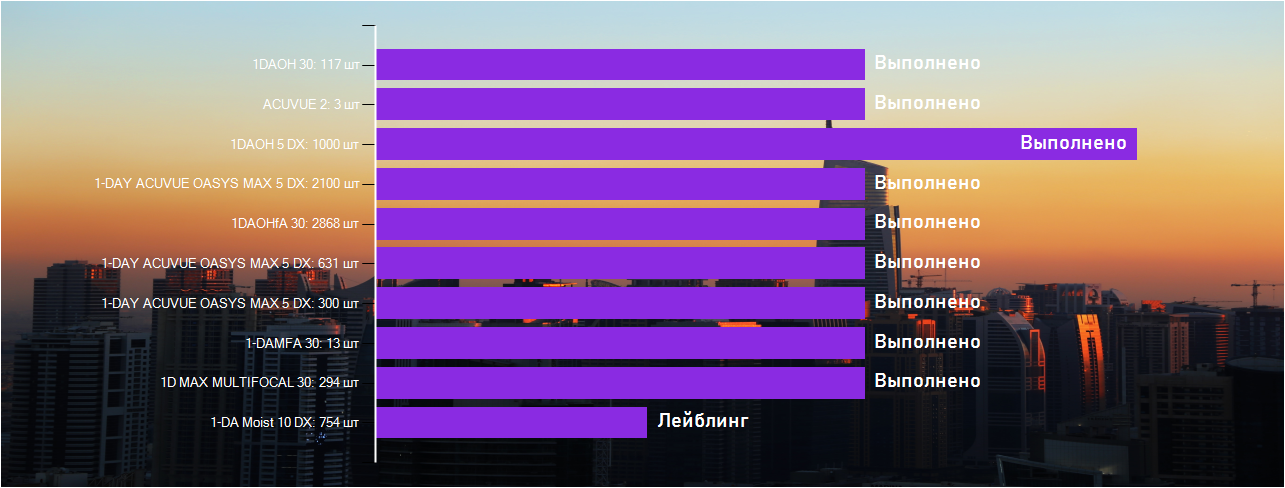 1DAOH 30: 117 шт Выполнено
ACUVUE 2: 3 шт Выполнено
1DAOH 5 DX: 1000 шт Выполнено
1-DAY ACUVUE OASYS MAX 5 DX: 2100 шт Выполнено
1DAOHfA 30: 2868 шт Выполнено
1-DAY ACUVUE OASYS MAX 5 DX: 631 шт Выполнено
1-DAY ACUVUE OASYS MAX 5 DX: 300 шт Выполнено
1-DAMFA 30: 13 шт Выполнено
1D MAX MULTIFOCAL 30: 294 шт Выполнено
1-DA Moist 10 DX: 754 шт Лейблинг